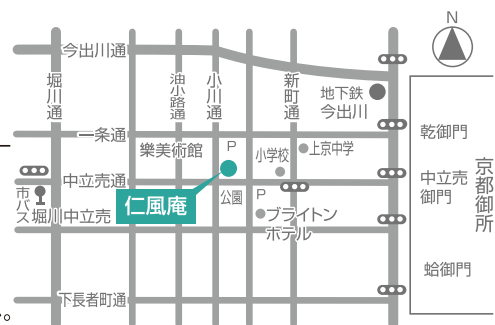 N
今出川通
堀川通
油小路通
小川通
新町通
地下鉄
今出川
一条通
樂美術館
P
小学校
上京中学
乾御門
中立売通
中立売
御門
京都御所
市バス
堀川中立売
仁風庵
公園
P
ブライトン
ホテル
蛤御門
下長者町通
。